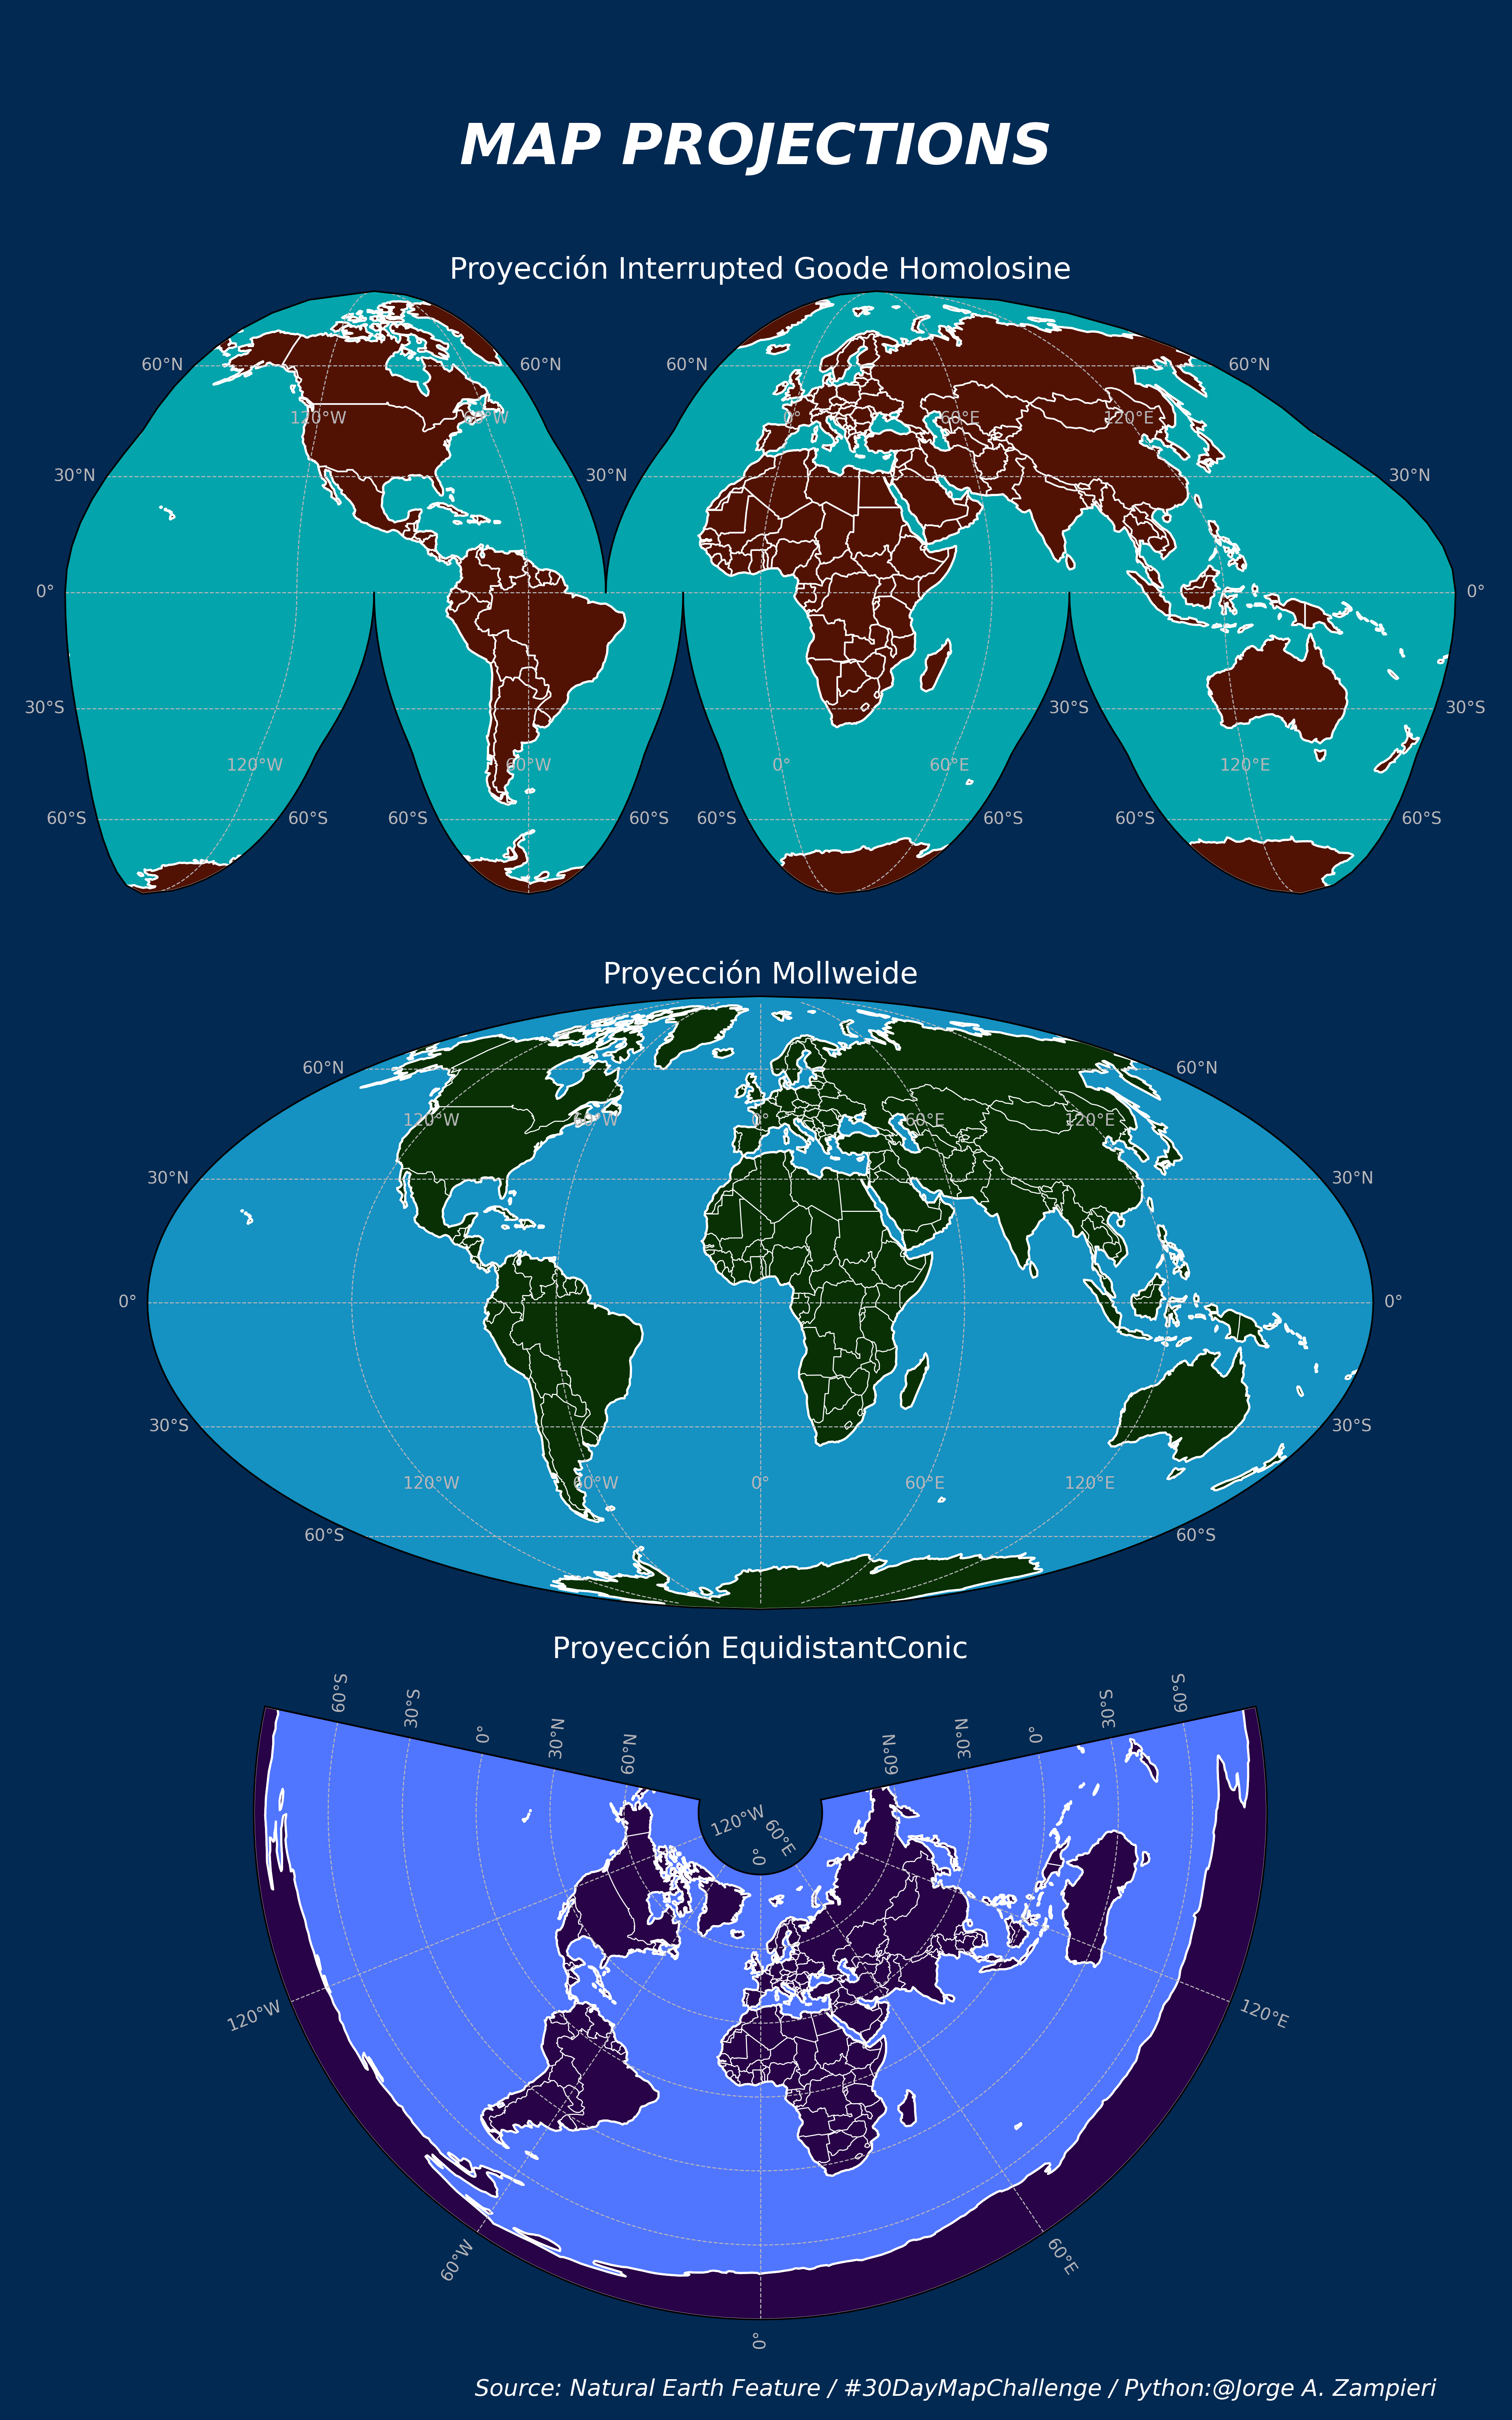 MAP PROJECTIONS
Proyección Interrupted Goode Homolosine
60°N 60°N 60°N 60°N
120°W 60°W 0° 60°E 120°E
30°N 30°N 30°N
0° 0°
30°S 30°S 30°S
120°W 60°W 0° 60°E 120°E
60°S 60°S 60°S 60°S 60°S 60°S 60°S 60°S
Proyección Mollweide
60°N 60°N
120°W 60°W 0° 60°E 120°E
30°N 30°N
0° 0°
30°S 30°S
120°W 60°W 0° 60°E 120°E
60°S 60°S
Proyección EquidistantConic
60°S 30°S 0° 30°N 60°N 60°N 30°N 0° 30°S 60°S
120°W 60°E
0°
120°W 120°E
60°W 60°E
0°
Source: Natural Earth Feature / #30DayMapChallenge / Python:@Jorge A. Zampieri